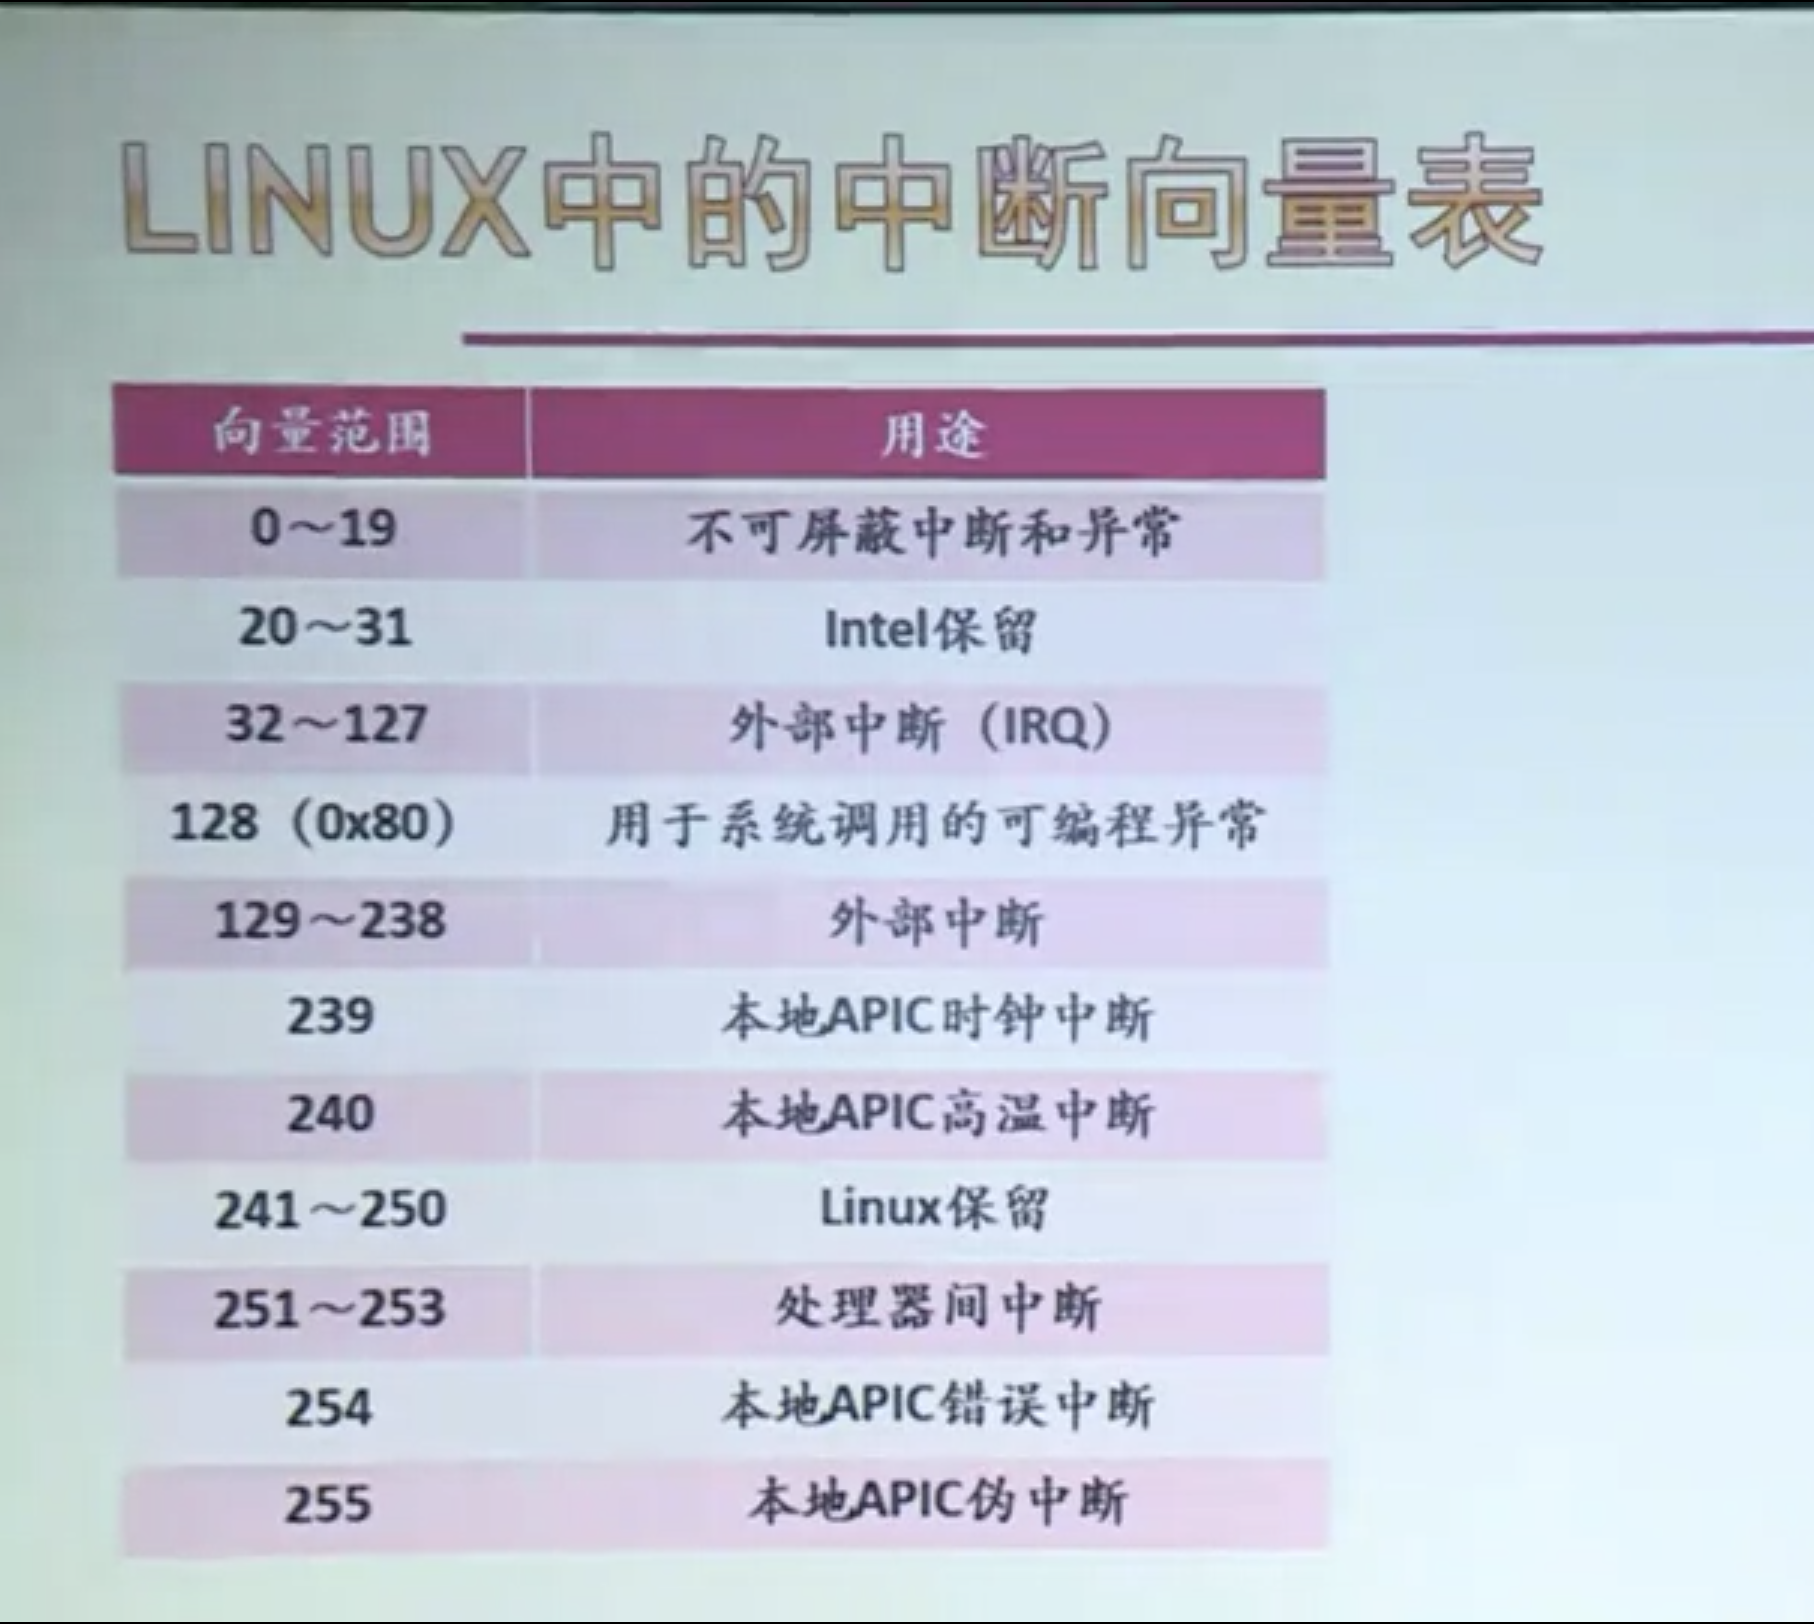 LINUX中的中断向量表
向量范围 用途
0～19 不可屏蔽中断和异常
20～31 Intel保留
32～127 外部中断（IRQ）
128（0x80） 用于系统调用的可编程异常
129～238 外部中断
239 本地APIC时钟中断
240 本地APIC高温中断
241～250 Linux保留
251～253 处理器间中断
254 本地APIC错误中断
255 本地APIC伪中断